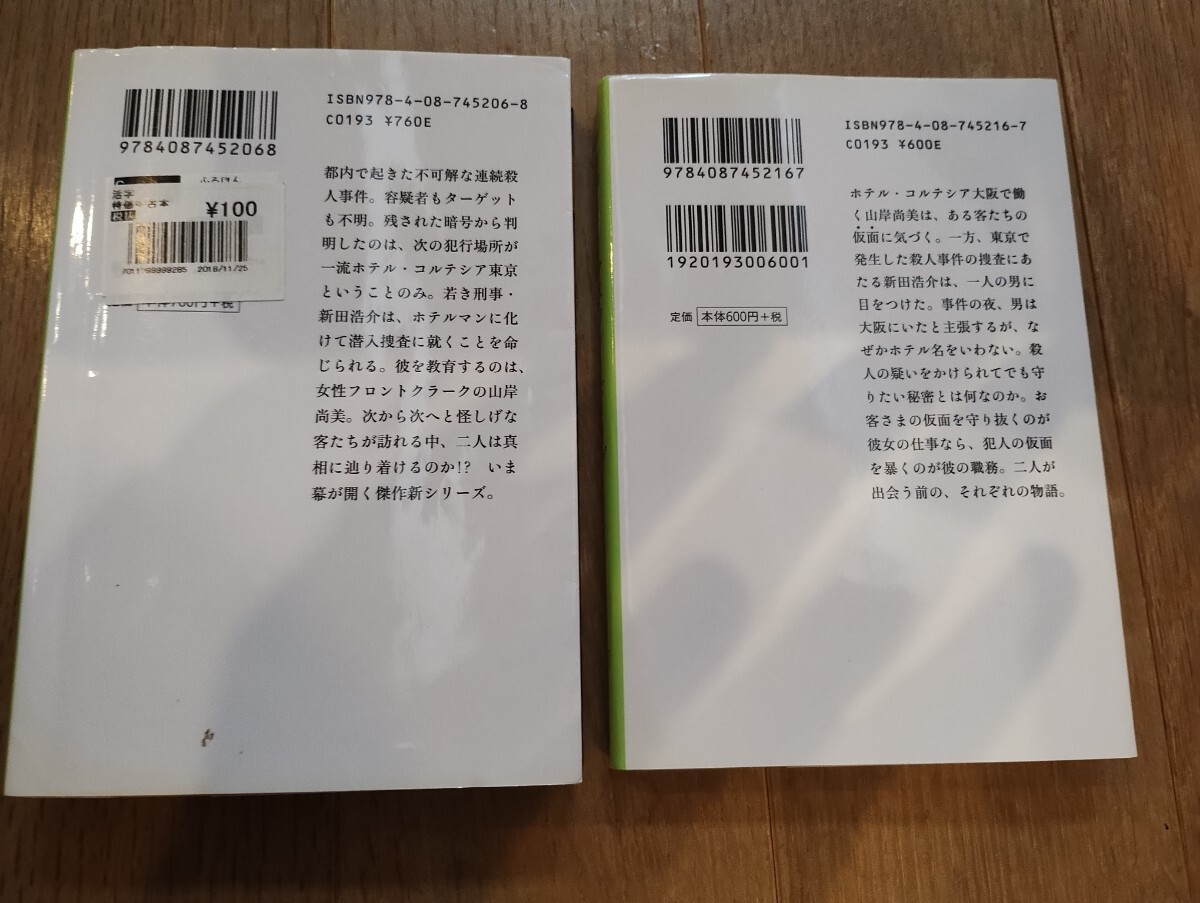 ISBN978-4-08-745206-8
C0193 ¥760E
9784087452068
¥100
2018/11/25
都内で起きた不可解な連続殺
人事件。容疑者もターゲット
も不明。残された暗号から判
明したのは、次の犯行場所が
一流ホテル・コルテシア東京
ということのみ。若き刑事・
新田浩介は、ホテルマンに化
けて潜入捜査に就くことを命
じられる。彼を教育するのは、
女性フロントクラークの山岸
尚美。次から次へと怪しげな
客たちが訪れる中、二人は真
相に辿り着けるのか!?　いま
幕が開く傑作新シリーズ。
ISBN978-4-08-745216-7
C0193 ¥600E
9784087452167
1920193006001
定価 本体600円+税
ホテル・コルテシア大阪で働
く山岸尚美は、ある客たちの
仮面に気づく。一方、東京で
発生した殺人事件の捜査にあ
たる新田浩介は、一人の男に
目をつけた。事件の夜、男は
大阪にいたと主張するが、な
ぜかホテル名をいわない。殺
人の疑いをかけられてでも守
りたい秘密とは何なのか。お
客さまの仮面を守り抜くのが
彼女の仕事なら、犯人の仮面
を暴くのが彼の職務。二人が
出会う前の、それぞれの物語。